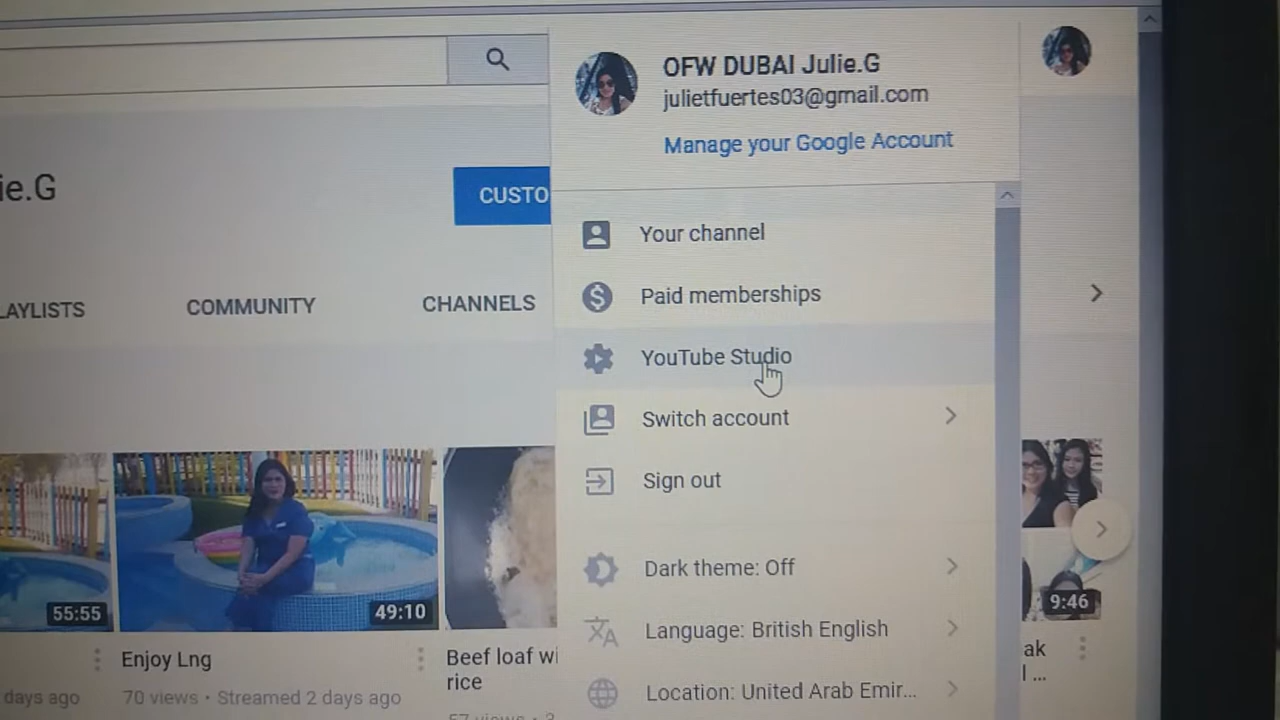 OFW DUBAI Julie.G
julietfuertes03@gmail.com
Manage your Google Account
ie.G
CUSTO
Your channel
Paid memberships
LAYLISTS
COMMUNITY
CHANNELS
YouTube Studio
Switch account
Sign out
Dark theme: Off
55:55
49:10
9:46
Language: British English
Enjoy Lng
Beef loaf wi
rice
ak
l ...
days ago
70 views • Streamed 2 days ago
57 views
Location: United Arab Emir...